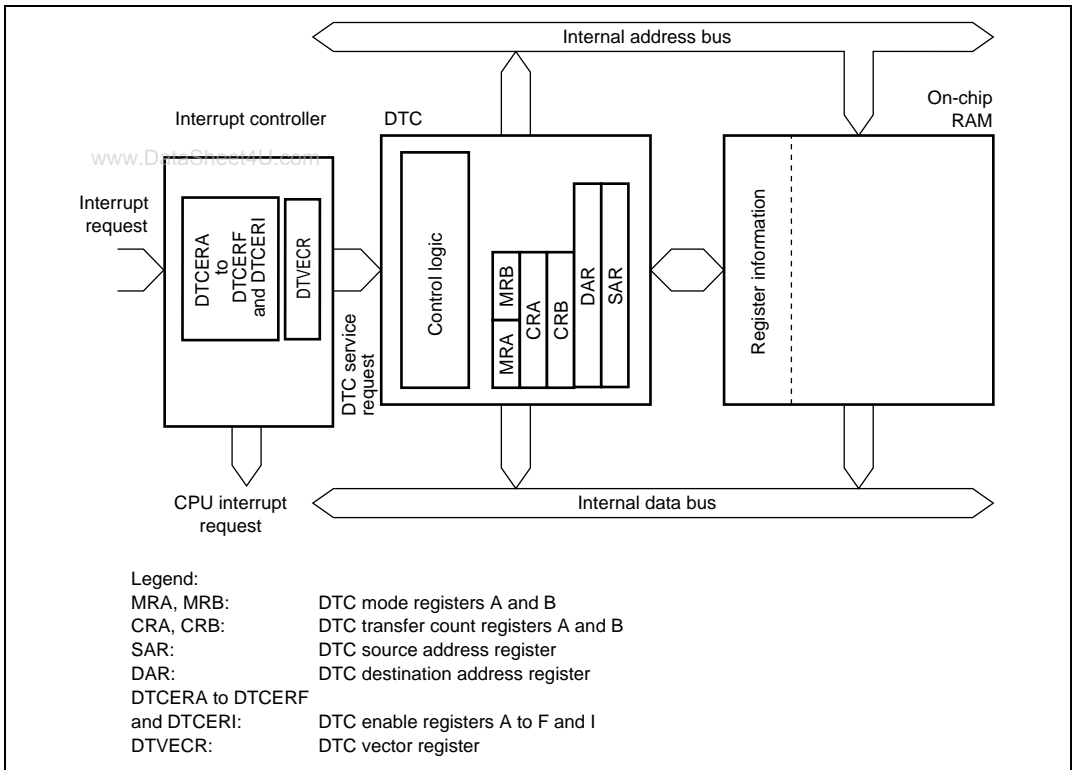 Internal address bus
On-chip
RAM
Interrupt controller
DTC
www.DataSheet4U.com
Interrupt
request
DTCERA
to
DTCERF
and DTCERI
DTVECR
DTC service
request
Control logic
MRA
MRB
CRA
CRB
DAR
SAR
Register information
CPU interrupt
request
Internal data bus
Legend:
MRA, MRB: DTC mode registers A and B
CRA, CRB: DTC transfer count registers A and B
SAR: DTC source address register
DAR: DTC destination address register
DTCERA to DTCERF
and DTCERI: DTC enable registers A to F and I
DTVECR: DTC vector register